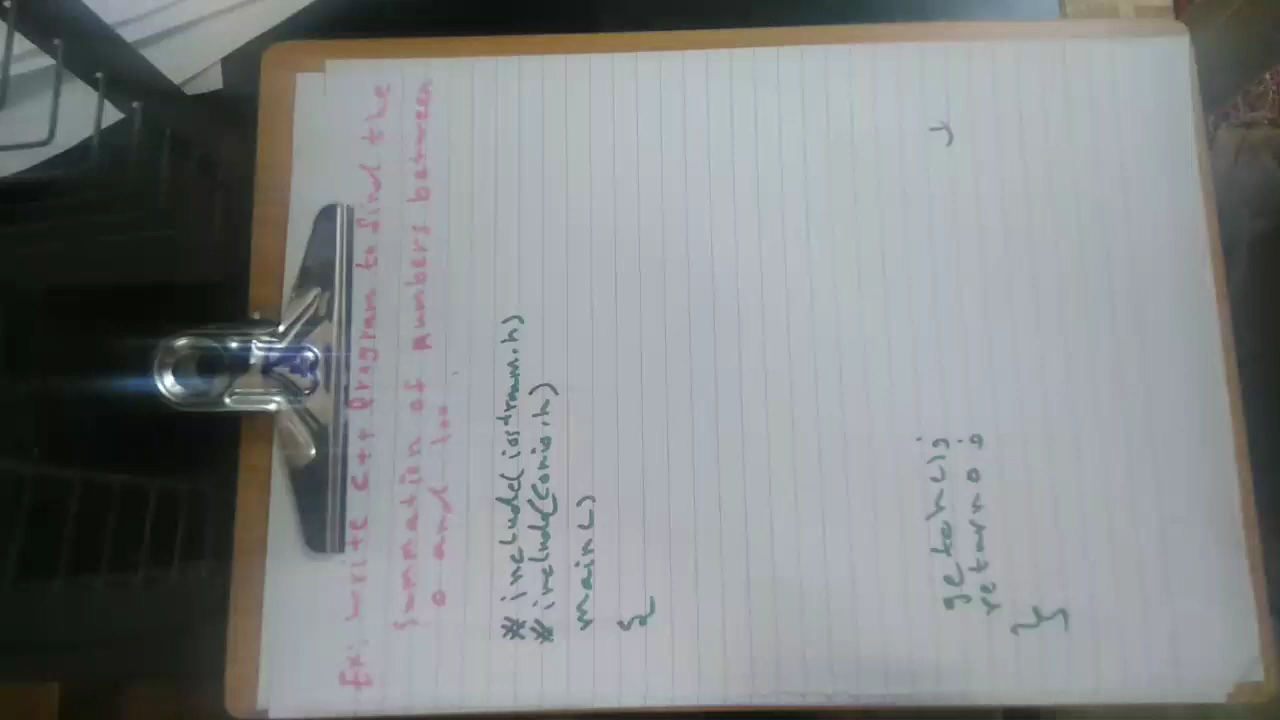 Ex: write c++ program to find the
summation of numbers between
0 and 100
# include(iostream.h)
# include(conio.h)
main()
{
getch();
return 0;
}